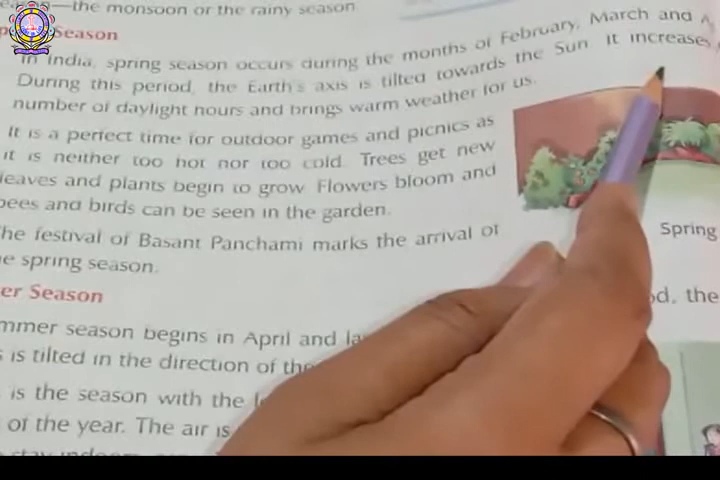 —the monsoon or the rainy season
Season
In India, spring season occurs during the months of February, March and
During this period, the Earth's axis is tilted towards the Sun. It increases
number of daylight hours and brings warm weather for us.
It is a perfect time for outdoor games and picnics as
it is neither too hot nor too cold. Trees get new
leaves and plants begin to grow. Flowers bloom and
bees and birds can be seen in the garden.
The festival of Basant Panchami marks the arrival of
spring season.
Spring
Season
season begins in April and
is tilted in the direction of the
the
is the season with the
of the year. The air is